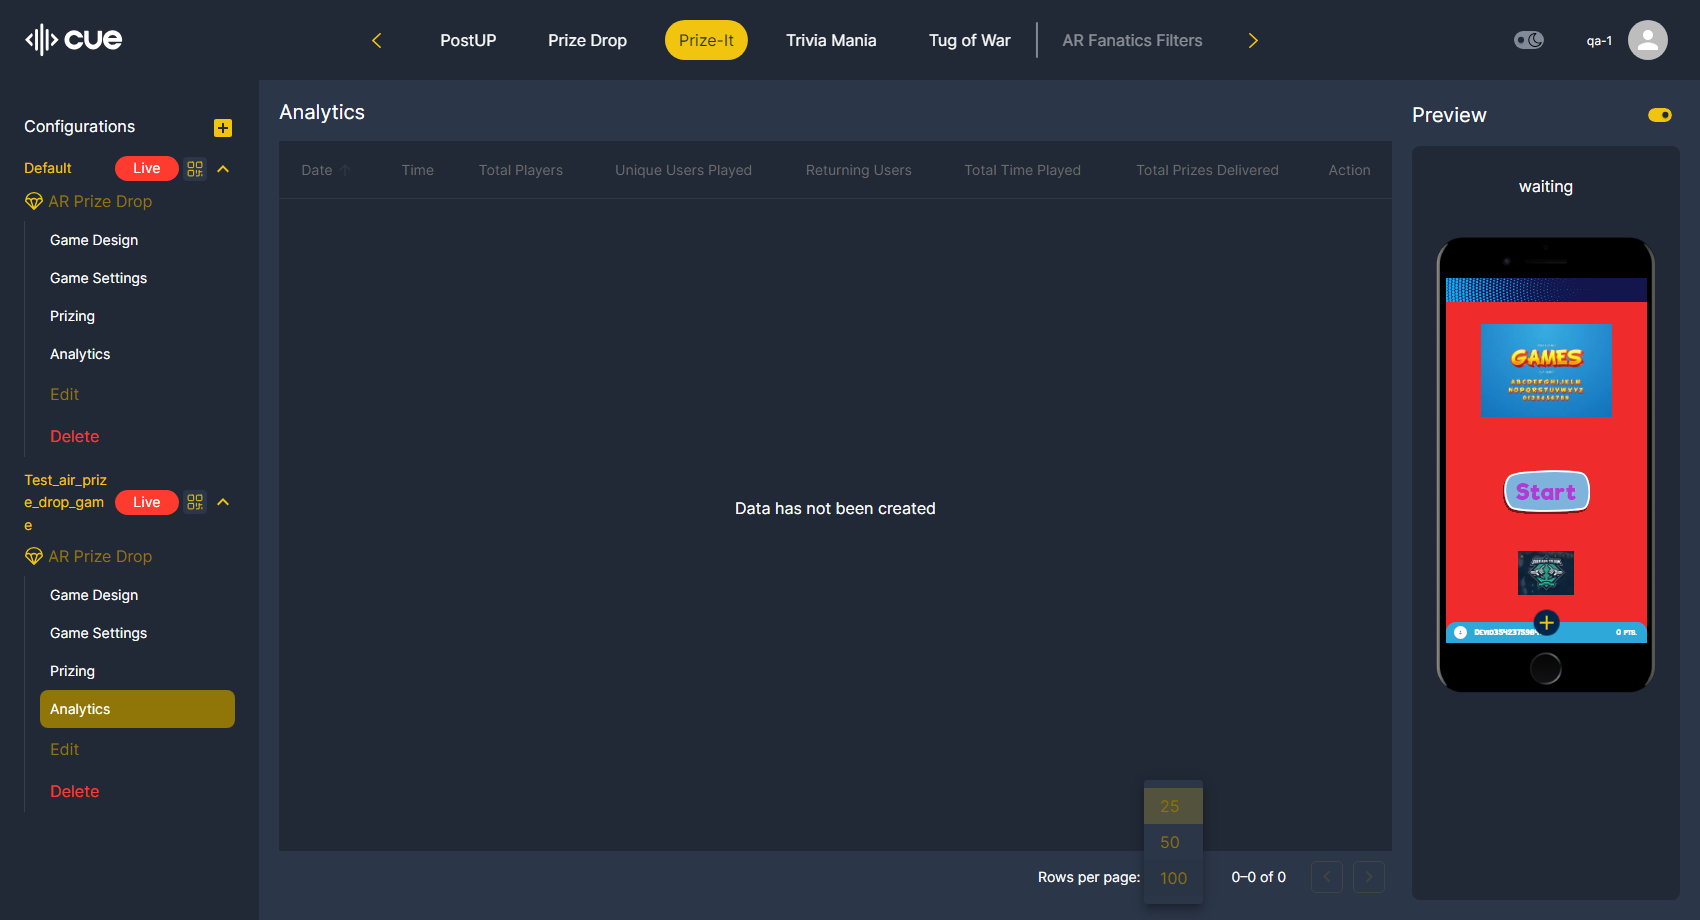 cue
PostUP
Prize Drop
Prize-It
Trivia Mania
Tug of War
AR Fanatics Filters
qa-1
Configurations
Default
Live
AR Prize Drop
Game Design
Game Settings
Prizing
Analytics
Edit
Delete
Test_air_priz
e_drop_gam
e
Live
AR Prize Drop
Game Design
Game Settings
Prizing
Analytics
Edit
Delete
Analytics
Date
Time
Total Players
Unique Users Played
Returning Users
Total Time Played
Total Prizes Delivered
Action
Data has not been created
25
50
100
Rows per page:
0–0 of 0
Preview
waiting
GAMES
ABCDEFGHIJKLM
NOPQRSTUVWXYZ
Start
0 PTS.